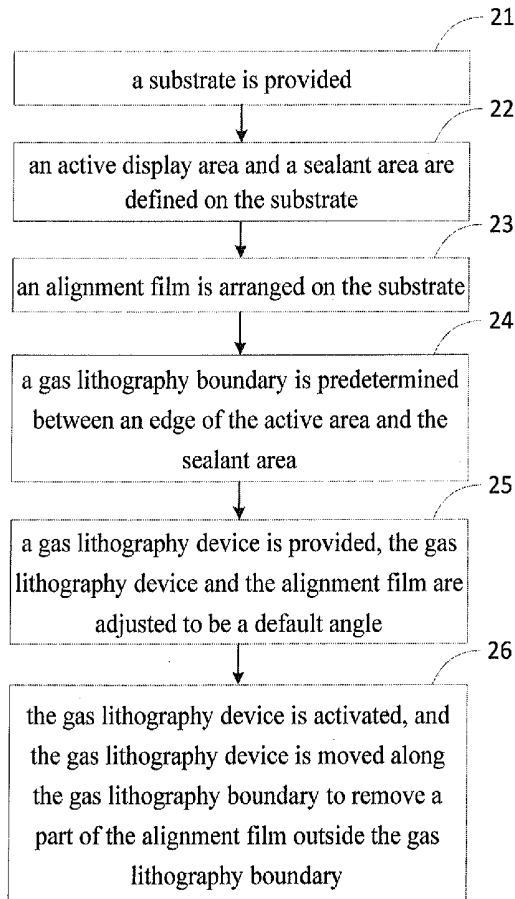 21
a substrate is provided
22
an active display area and a sealant area are
defined on the substrate
23
an alignment film is arranged on the substrate
24
a gas lithography boundary is predetermined
between an edge of the active area and the
sealant area
25
a gas lithography device is provided, the gas
lithography device and the alignment film are
adjusted to be a default angle
26
the gas lithography device is activated, and
the gas lithography device is moved along
the gas lithography boundary to remove a
part of the alignment film outside the gas
lithography boundary